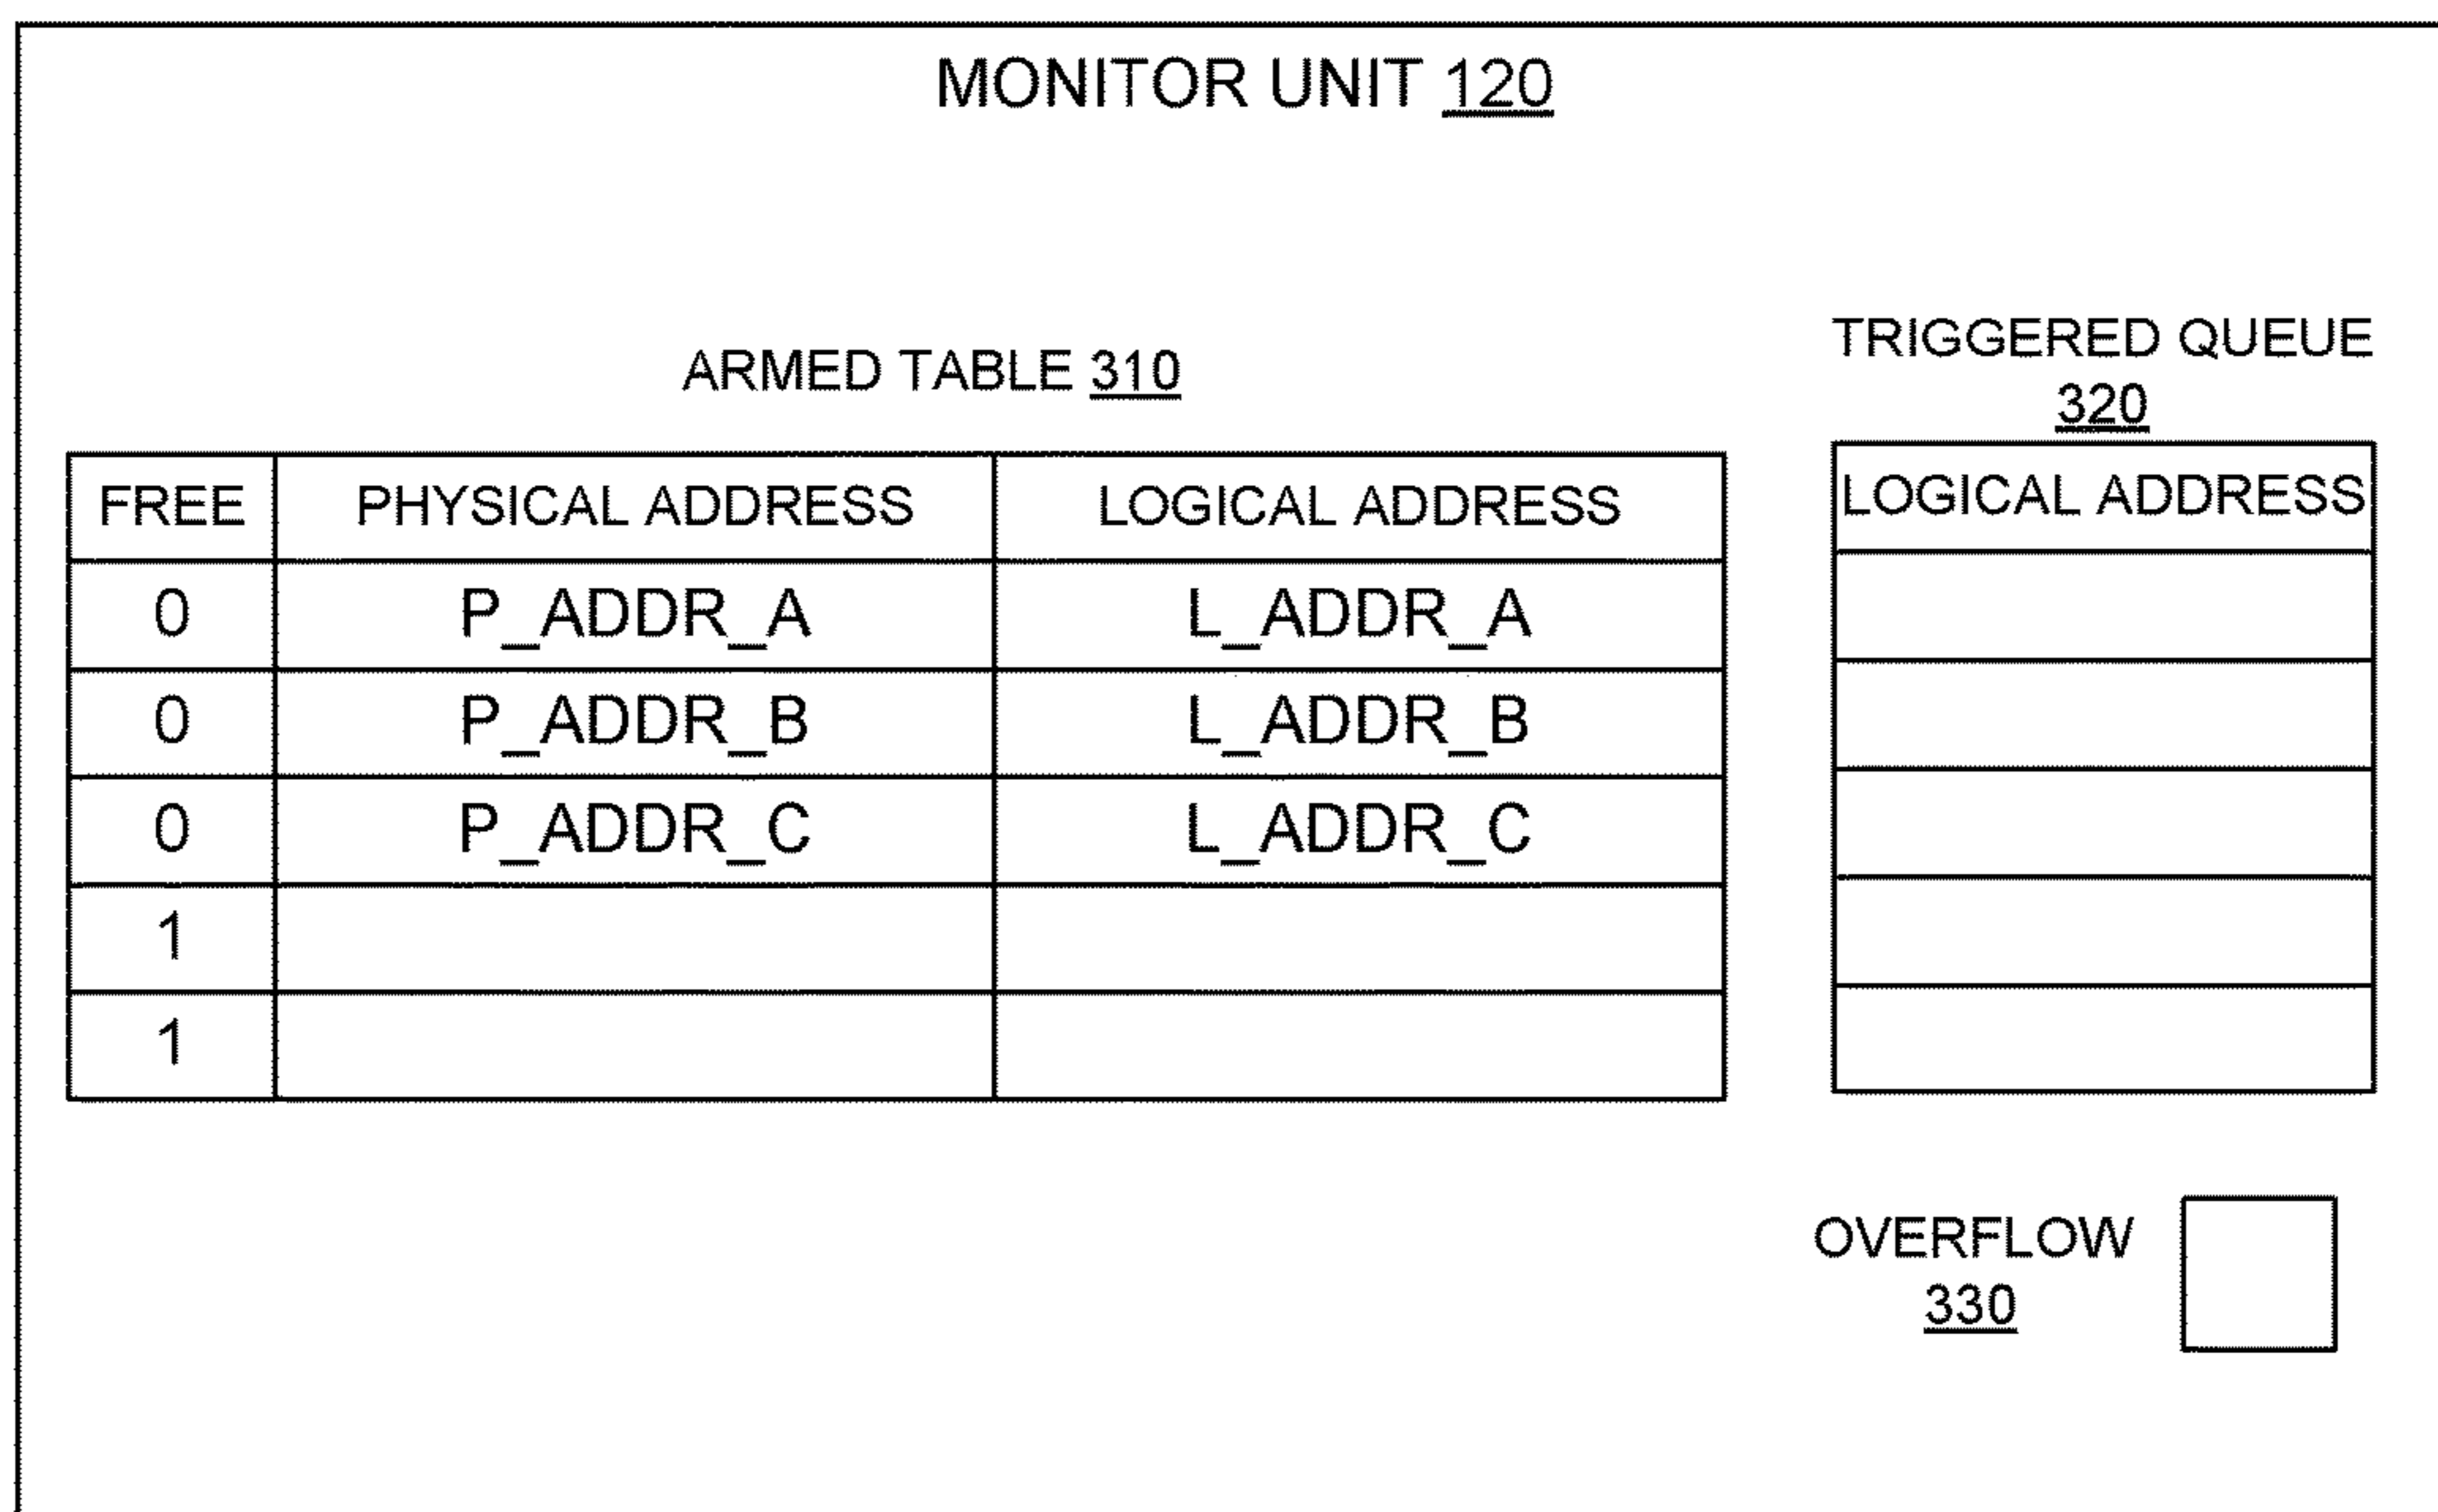 MONITOR UNIT 120
ARMED TABLE 310
FREE PHYSICAL ADDRESS LOGICAL ADDRESS
0 P_ADDR_A L_ADDR_A
0 P_ADDR_B L_ADDR_B
0 P_ADDR_C L_ADDR_C
1
1
TRIGGERED QUEUE
320
LOGICAL ADDRESS
OVERFLOW
330